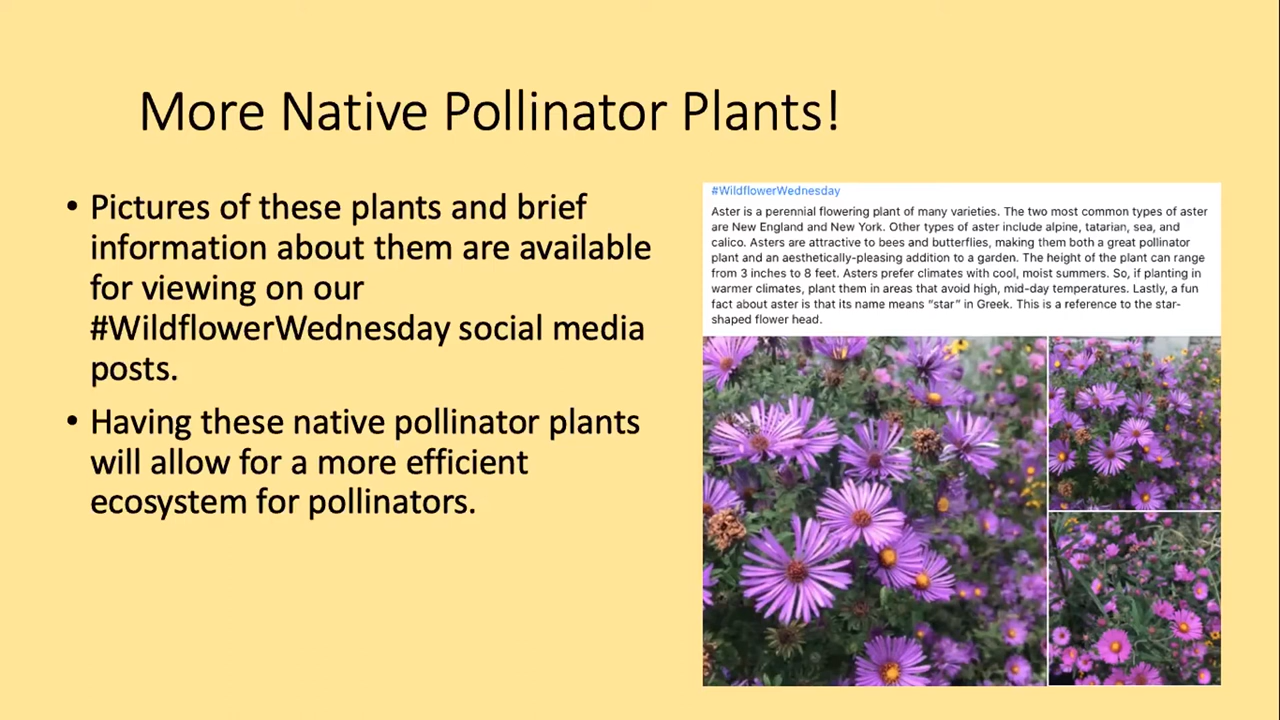 More Native Pollinator Plants!
• Pictures of these plants and brief
information about them are available
for viewing on our
#WildflowerWednesday social media
posts.
• Having these native pollinator plants
will allow for a more efficient
ecosystem for pollinators.
#WildflowerWednesday
Aster is a perennial flowering plant of many varieties. The two most common types of aster
are New England and New York. Other types of aster include alpine, tatarian, sea, and
calico. Asters are attractive to bees and butterflies, making them both a great pollinator
plant and an aesthetically-pleasing addition to a garden. The height of the plant can range
from 3 inches to 8 feet. Asters prefer climates with cool, moist summers. So, if planting in
warmer climates, plant them in areas that avoid high, mid-day temperatures. Lastly, a fun
fact about aster is that its name means “star” in Greek. This is a reference to the star-
shaped flower head.